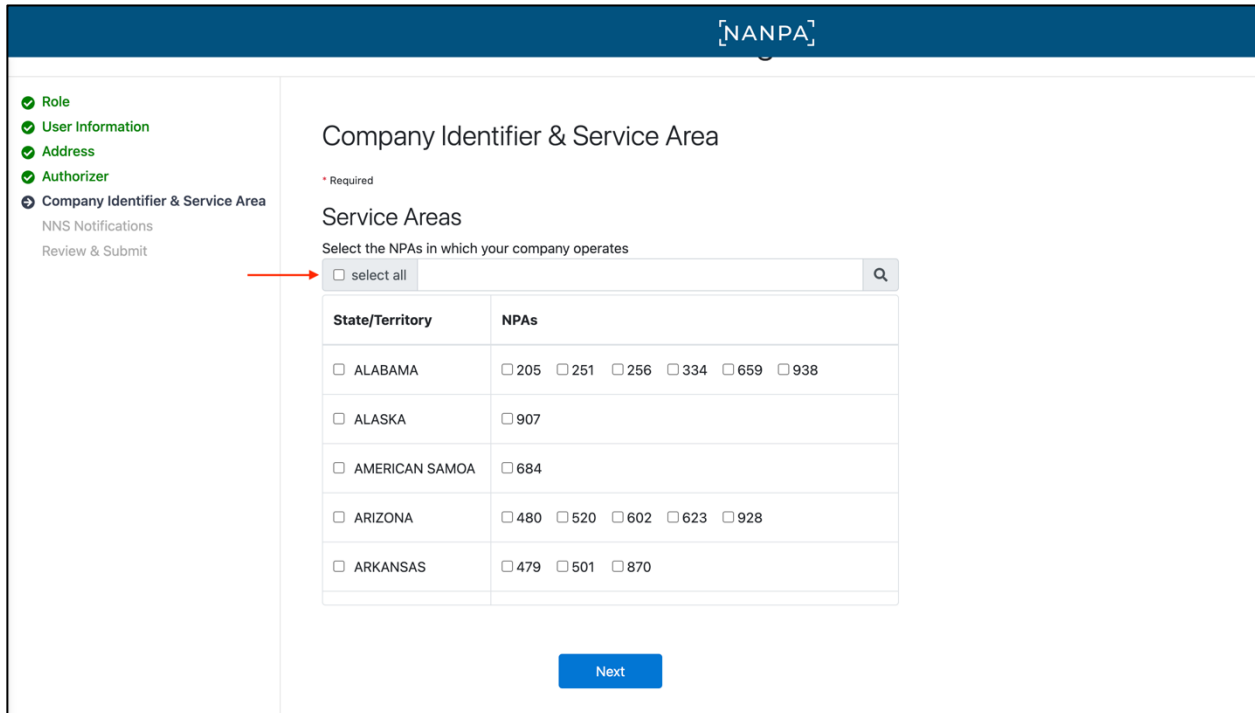 NANPA
Role
User Information
Address
Authorizer
Company Identifier & Service Area
NNS Notifications
Review & Submit
Company Identifier & Service Area
* Required
Service Areas
Select the NPAs in which your company operates
select all
State/Territory NPAs
ALABAMA 205 251 256 334 659 938
ALASKA 907
AMERICAN SAMOA 684
ARIZONA 480 520 602 623 928
ARKANSAS 479 501 870
Next